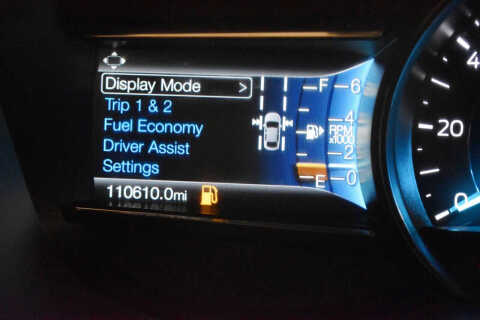 Display Mode >
Trip 1 & 2
Fuel Economy
Driver Assist
Settings
110610.0mi
F
E
6
4
2
0
RPM
x1000
4
20
0